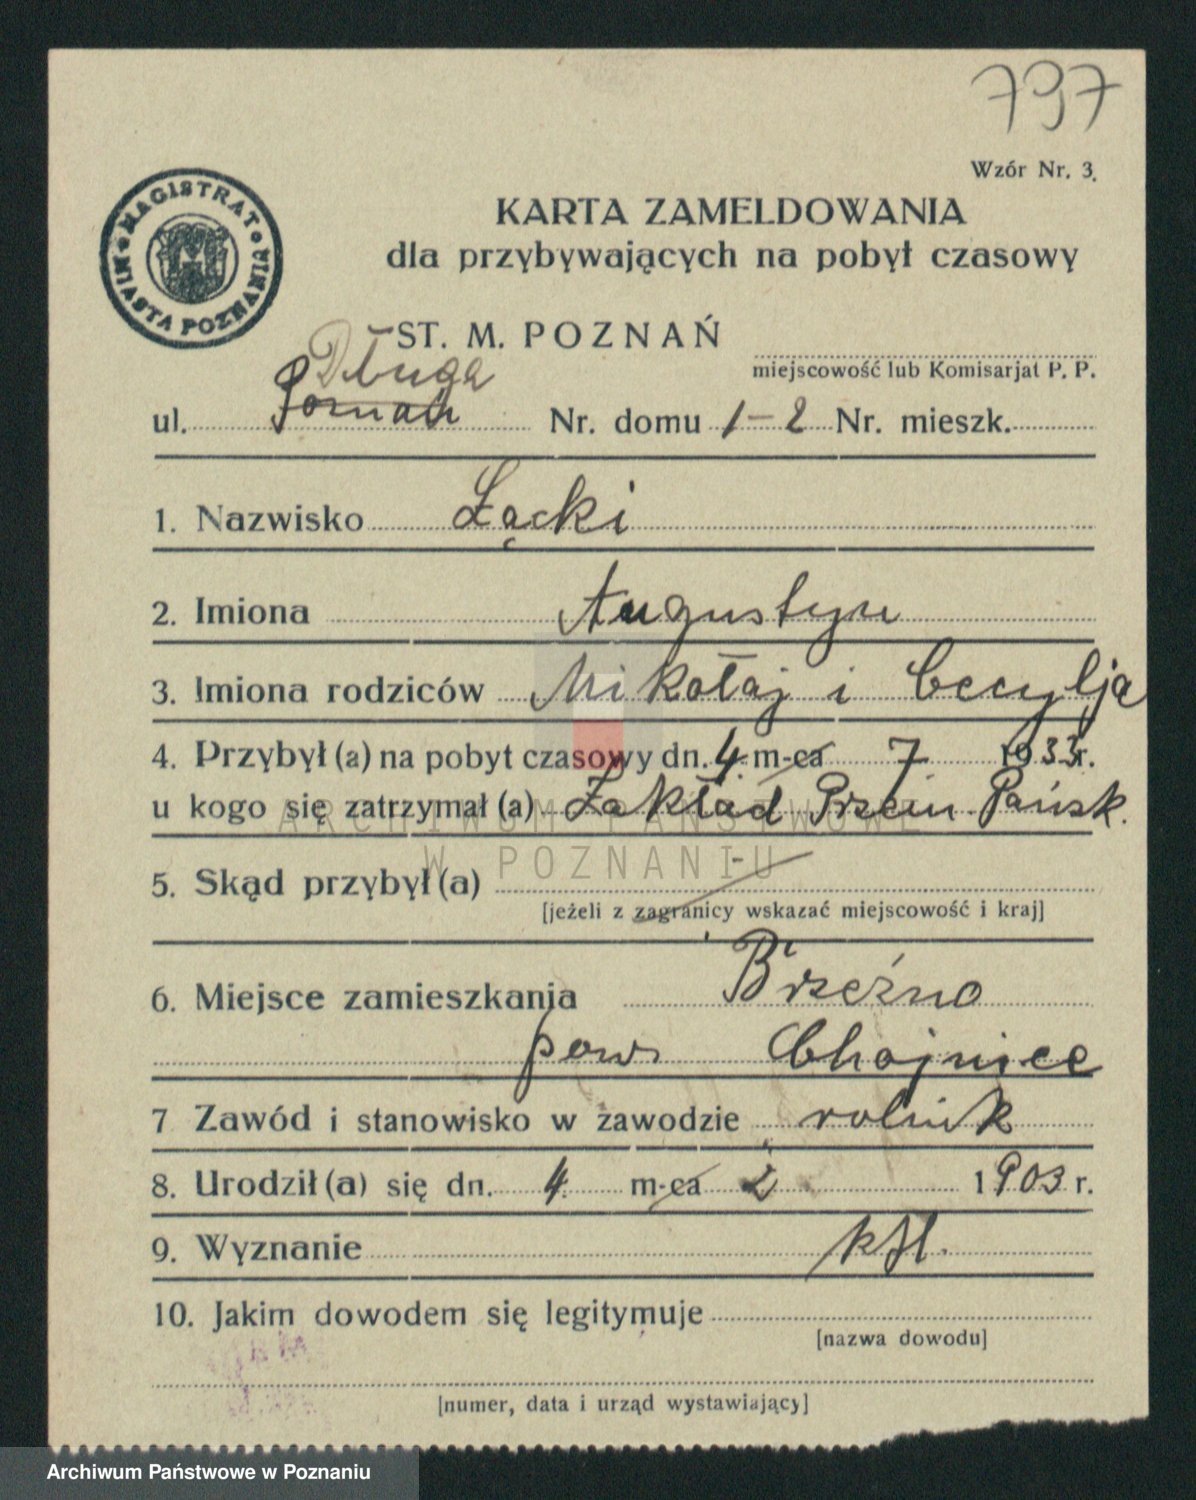 797
Wzór Nr. 3.
MAGISTRAT MIASTA POZNANIA
KARTA ZAMELDOWANIA
dla przybywających na pobyt czasowy
ST. M. POZNAŃ
miejscowość lub Komisarjat P. P.
Długa
ul. Poznań Nr. domu 1-2 Nr. mieszk.
1. Nazwisko Łącki
2. Imiona Augustyn
3. Imiona rodziców Mikołaj i Cecylja
4. Przybył (a) na pobyt czasowy dn. 4. m-ca 7 1933 r.
u kogo się zatrzymał (a) Zakład Przem Pańsk.
ARCHIWUM PAŃSTWOWE
W POZNANIU
5. Skąd przybył (a) -
[jeżeli z zagranicy wskazać miejscowość i kraj]
6. Miejsce zamieszkania Brzeźno
pow Chojnice
7 Zawód i stanowisko w zawodzie rolnik
8. Urodził (a) się dn. 4. m-ca 2 1903 r.
9. Wyznanie ktl.
10. Jakim dowodem się legitymuje
[nazwa dowodu]
[numer, data i urząd wystawiający]
Archiwum Państwowe w Poznaniu